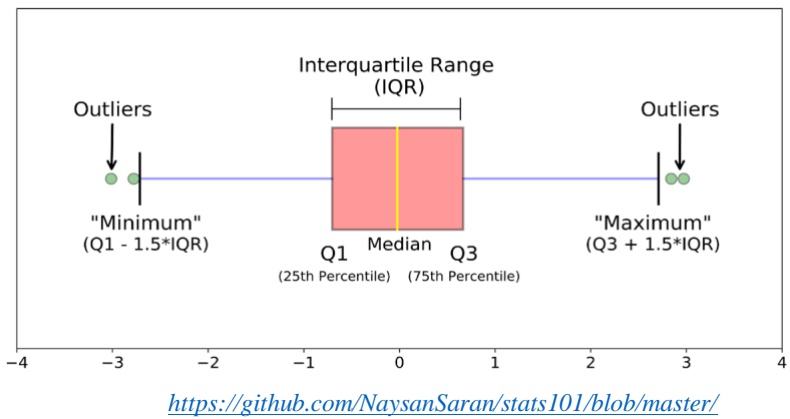 Interquartile Range
(IQR)
Outliers
Outliers
"Minimum"
(Q1 - 1.5*IQR)
"Maximum"
(Q3 + 1.5*IQR)
Q1
Median
Q3
(25th Percentile)
(75th Percentile)
−4
−3
−2
−1
0
1
2
3
4
https://github.com/NaysanSaran/stats101/blob/master/